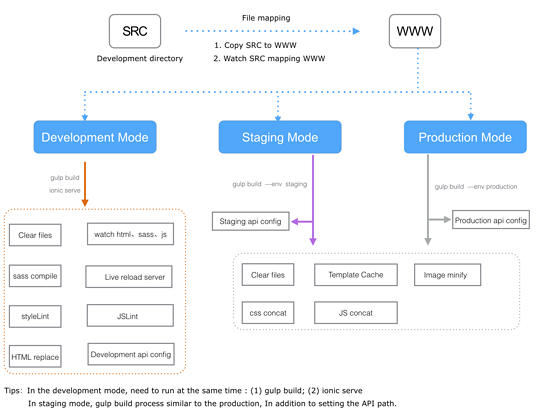 File mapping
SRC
WWW
1. Copy SRC to WWW
Development directory
2. Watch SRC mapping WWW
Development Mode
Staging Mode
Production Mode
gulp build
ionic serve
gulp build —env staging
gulp build —env production
Staging api config
Production api config
Clear files
watch html、sass、js
sass compile
Live reload server
styleLint
JSLint
HTML replace
Development api config
Clear files
Template Cache
Image minify
css concat
JS concat
Tips: In the development mode, need to run at the same time : (1) gulp build; (2) ionic serve
In staging mode, gulp build process similar to the production, In addition to setting the API path.